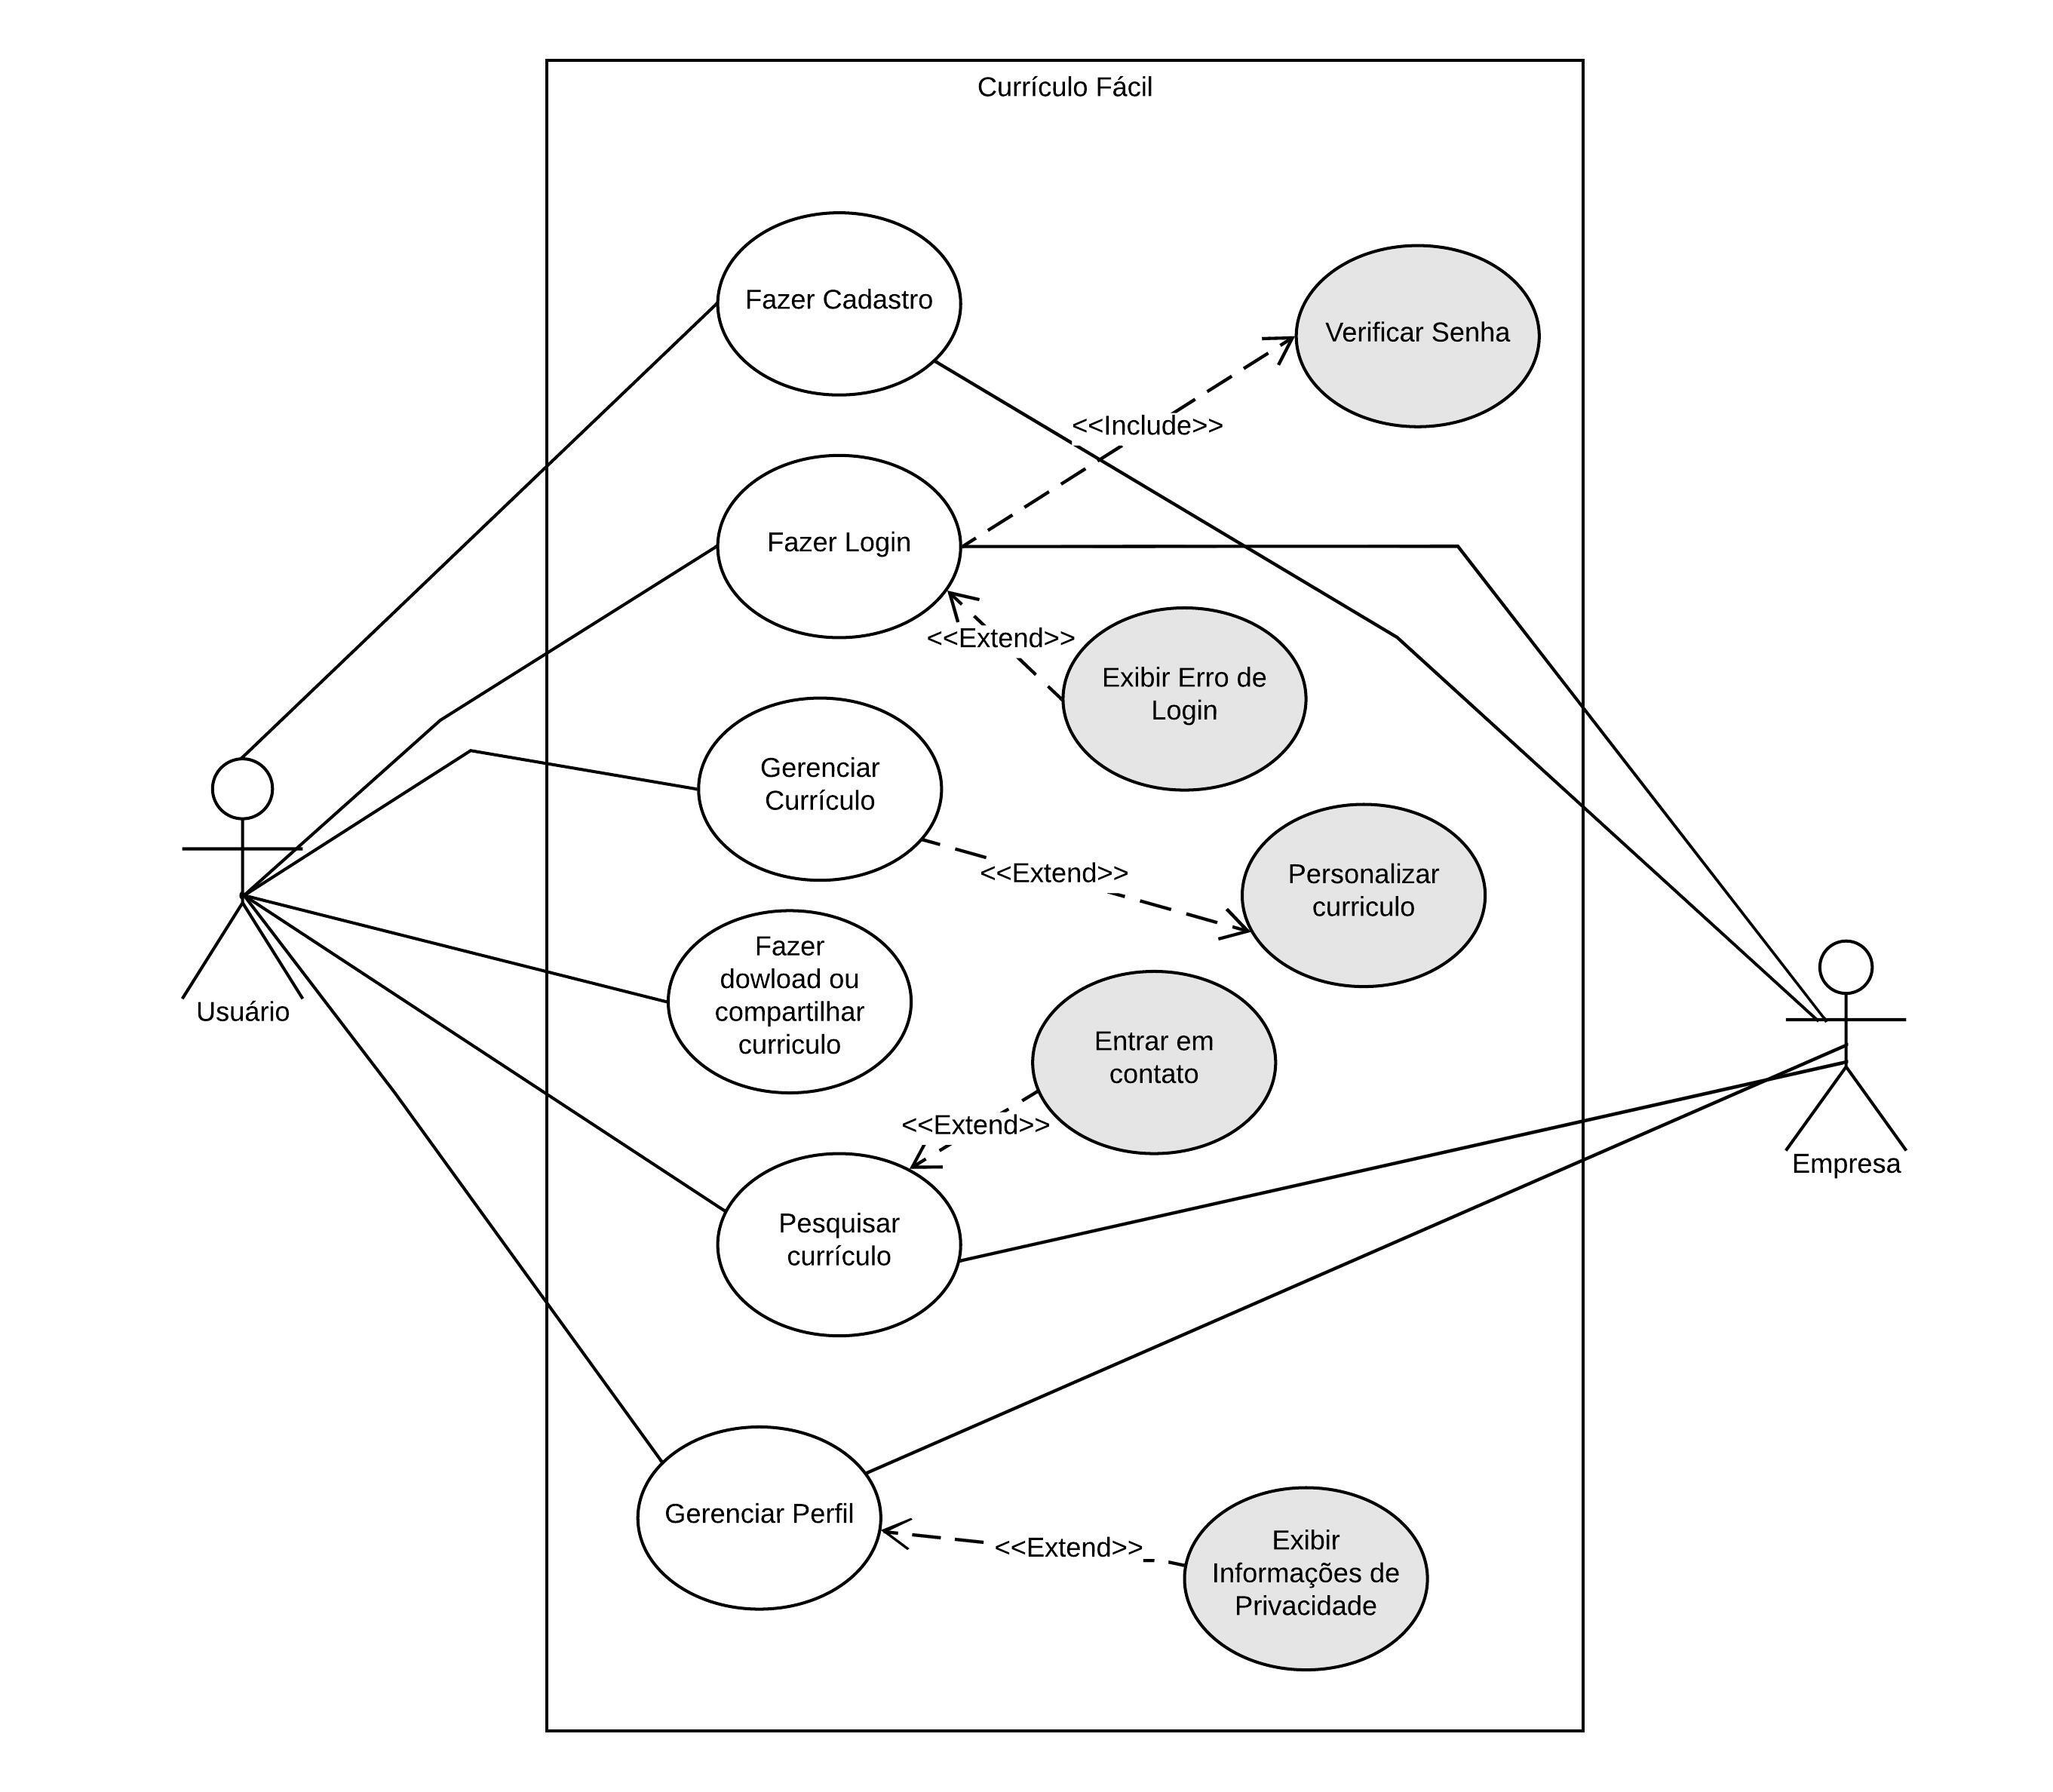 Currículo Fácil
Fazer Cadastro
Verificar Senha
<<Include>>
Fazer Login
<<Extend>>
Exibir Erro de
Login
Gerenciar
Currículo
<<Extend>>
Personalizar
curriculo
Fazer
dowload ou
compartilhar
curriculo
Usuário
Entrar em
contato
<<Extend>>
Empresa
Pesquisar
currículo
Gerenciar Perfil
<<Extend>>
Exibir
Informações de
Privacidade